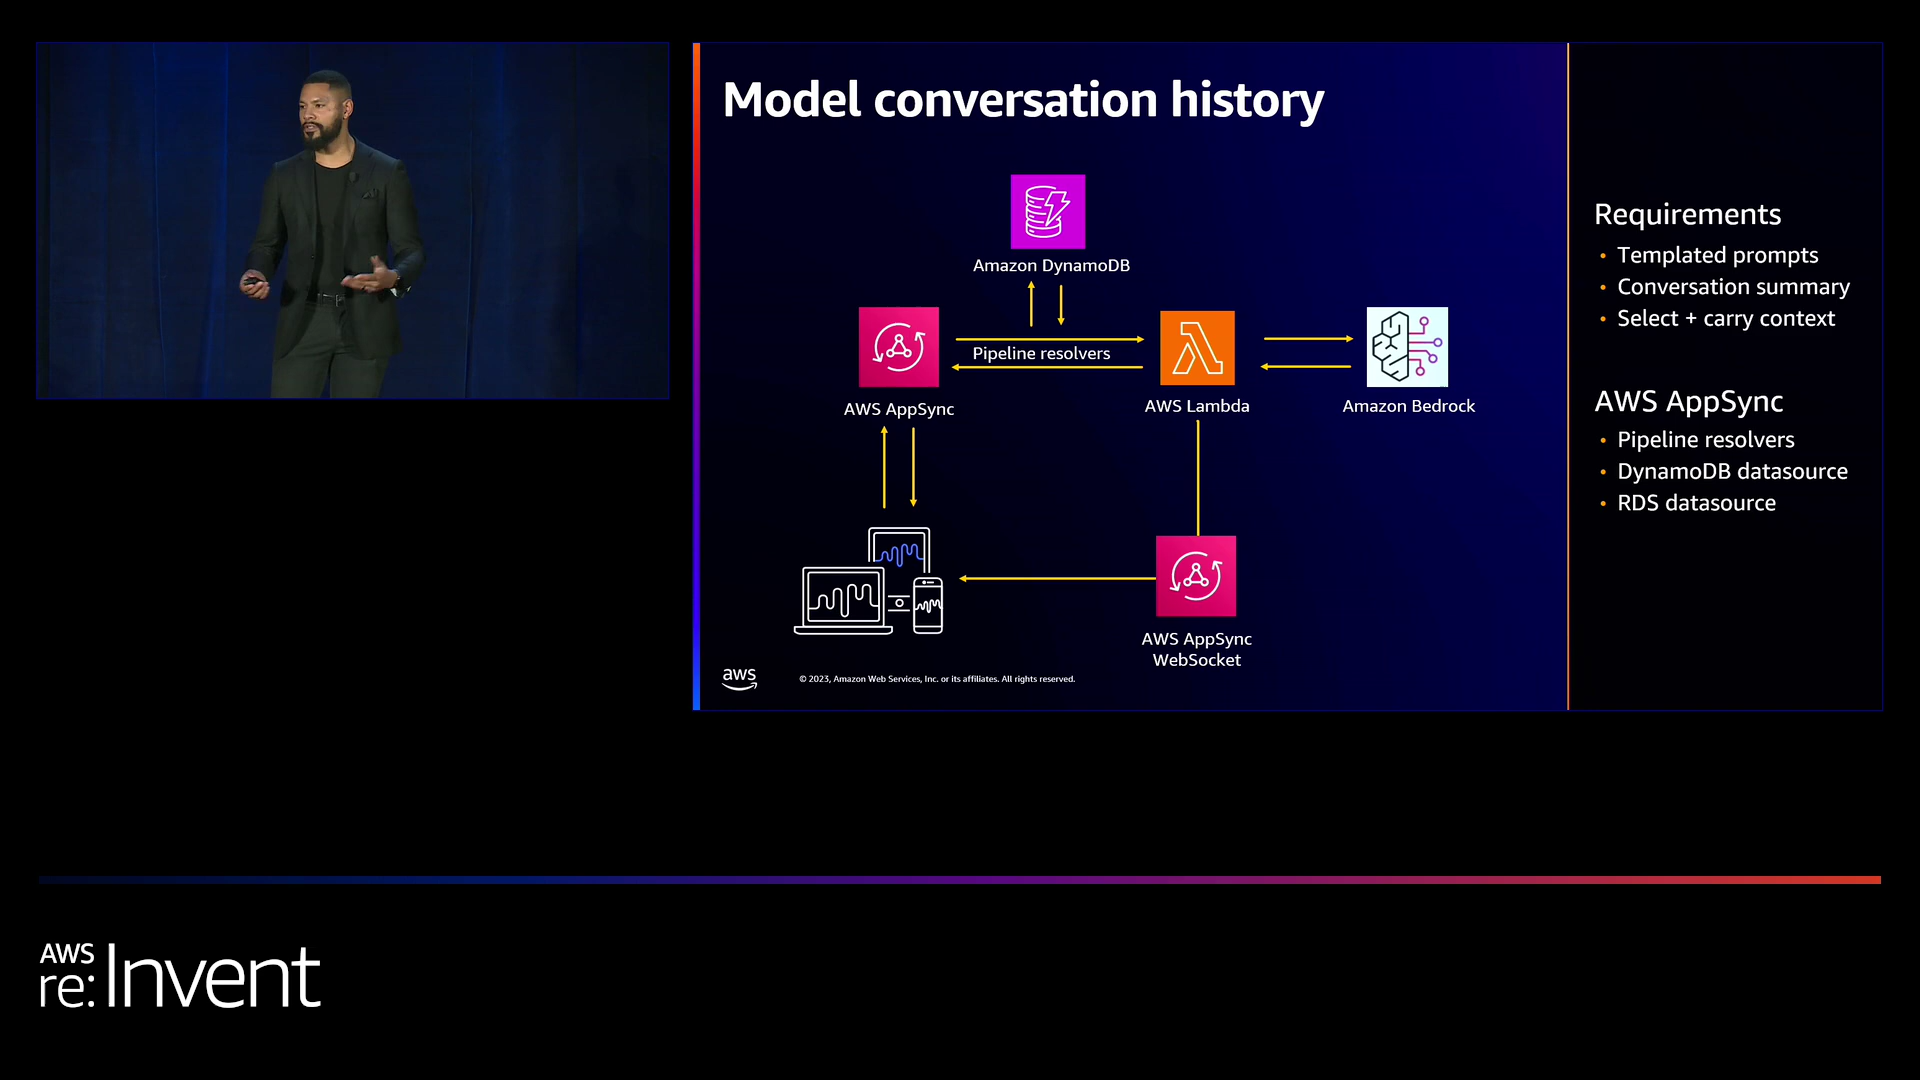 Model conversation history
Amazon DynamoDB
Pipeline resolvers
AWS AppSync
AWS Lambda
Amazon Bedrock
AWS AppSync
WebSocket
aws
© 2023, Amazon Web Services, Inc. or its affiliates. All rights reserved.
Requirements
• Templated prompts
• Conversation summary
• Select + carry context
AWS AppSync
• Pipeline resolvers
• DynamoDB datasource
• RDS datasource
AWS
re:Invent